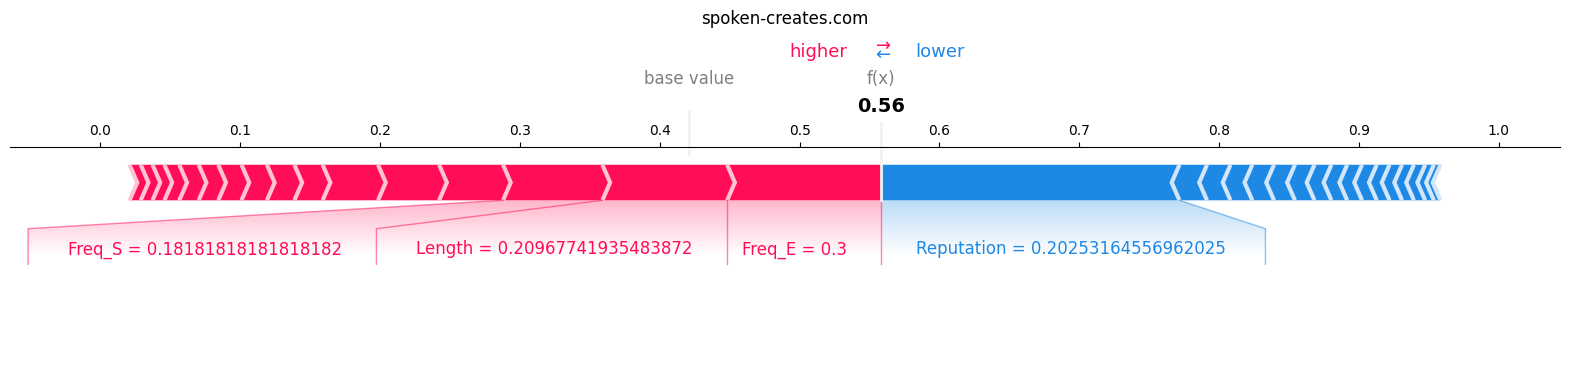 spoken-creates.com
higher → ← lower
base value f(x)
0.56
0.0 0.1 0.2 0.3 0.4 0.5 0.6 0.7 0.8 0.9 1.0
Freq_S = 0.18181818181818182 Length = 0.20967741935483872 Freq_E = 0.3 Reputation = 0.20253164556962025